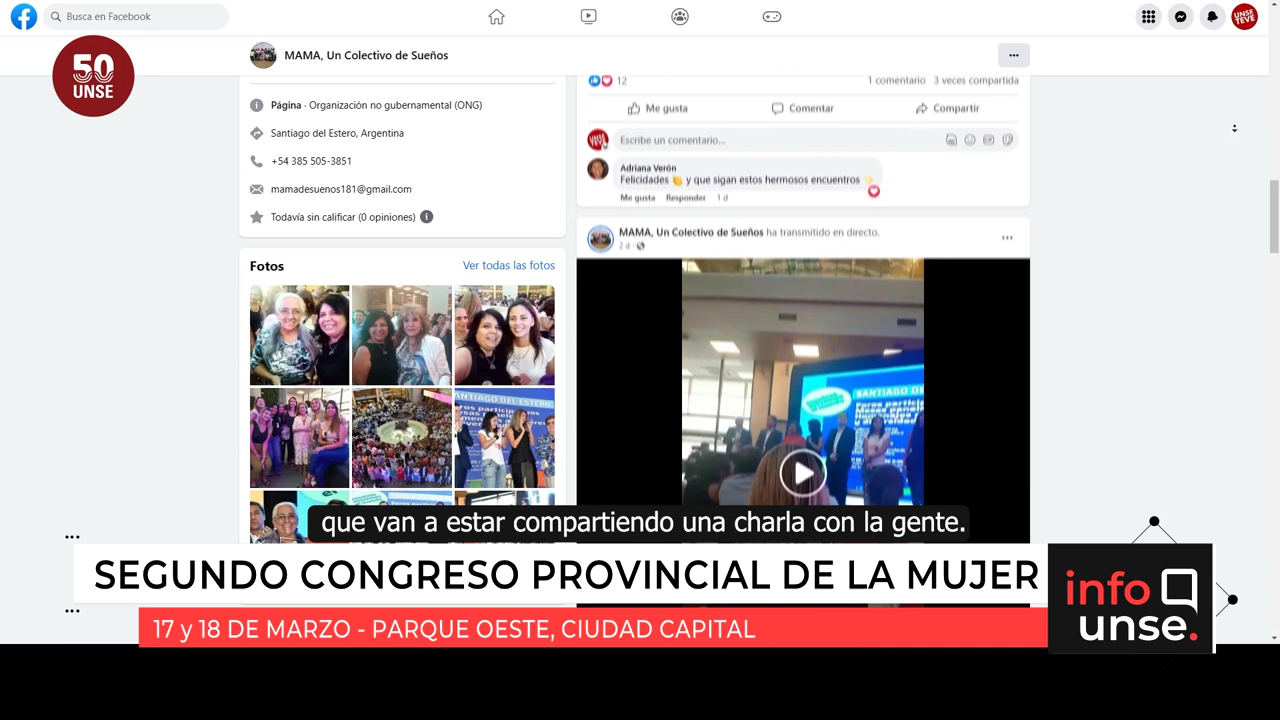 Busca en Facebook
UNSE
TEVE
50
UNSE
MAMA, Un Colectivo de Sueños
Página · Organización no gubernamental (ONG)
Santiago del Estero, Argentina
+54 385 505-3851
mamadesuenos181@gmail.com
Todavía sin calificar (0 opiniones)
Fotos
Ver todas las fotos
12
1 comentario 3 veces compartida
Me gusta Comentar Compartir
Escribe un comentario...
Adriana Verón
Felicidades 👏 y que sigan estos hermosos encuentros ✨
Me gusta Responder 1 d
MAMA, Un Colectivo de Sueños ha transmitido en directo.
2 d
SANTIAGO DEL ESTERO
que van a estar compartiendo una charla con la gente.
SEGUNDO CONGRESO PROVINCIAL DE LA MUJER
17 y 18 DE MARZO - PARQUE OESTE, CIUDAD CAPITAL
info
unse.